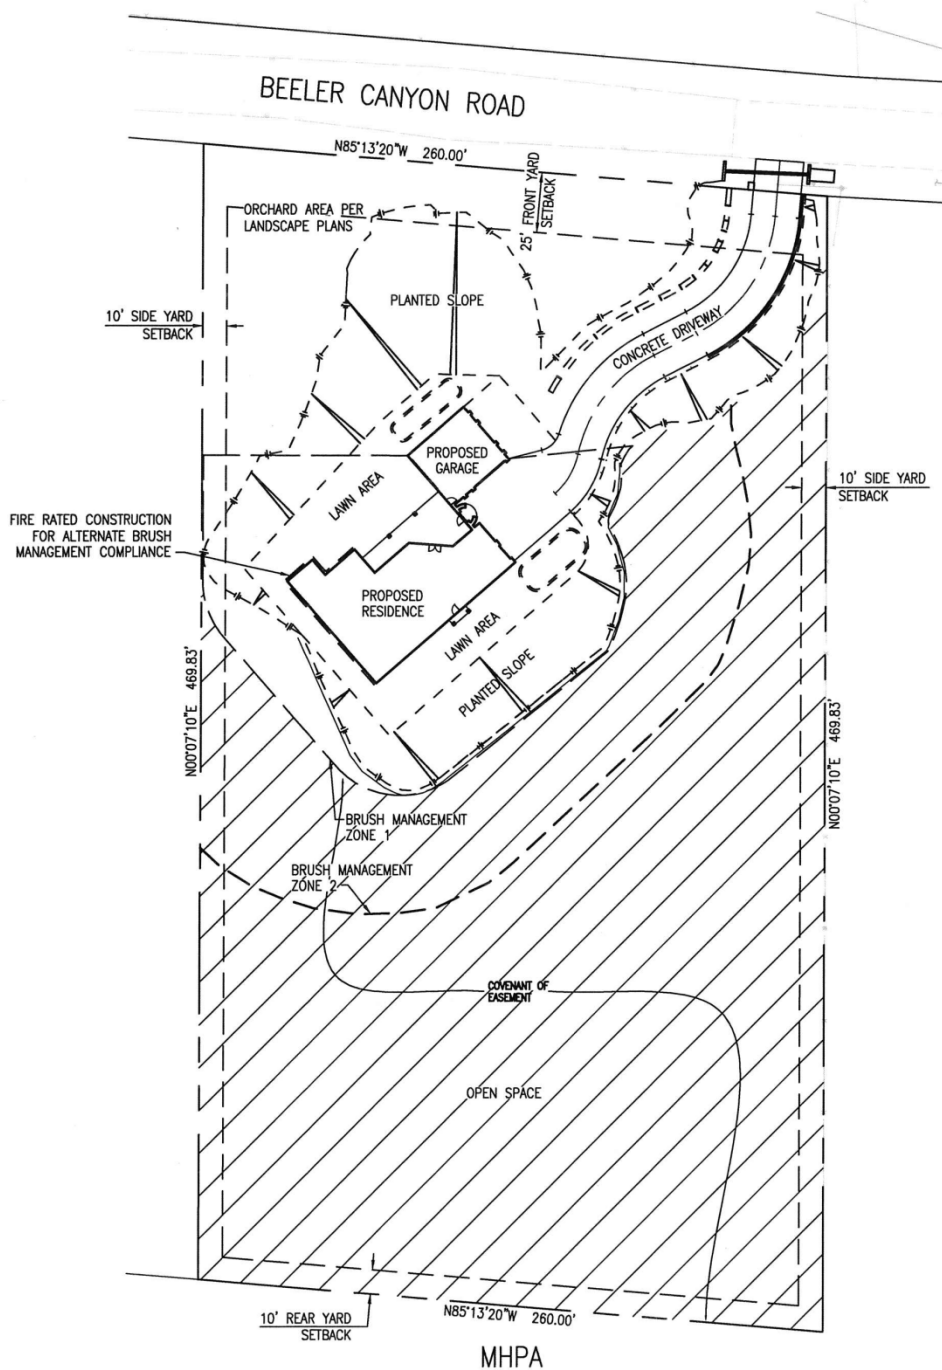 BEELER CANYON ROAD
N85°13'20"W 260.00'
25' FRONT YARD
SETBACK
ORCHARD AREA PER
LANDSCAPE PLANS
PLANTED SLOPE
10' SIDE YARD
SETBACK
CONCRETE DRIVEWAY
PROPOSED
GARAGE
LAWN AREA
10' SIDE YARD
SETBACK
FIRE RATED CONSTRUCTION
FOR ALTERNATE BRUSH
MANAGEMENT COMPLIANCE
PROPOSED
RESIDENCE
LAWN AREA
PLANTED SLOPE
N00°07'10"E 469.83'
N00°07'10"E 469.83'
BRUSH MANAGEMENT
ZONE 1
BRUSH MANAGEMENT
ZONE 2
COVENANT OF
EASEMENT
OPEN SPACE
10' REAR YARD
SETBACK
N85°13'20"W 260.00'
MHPA